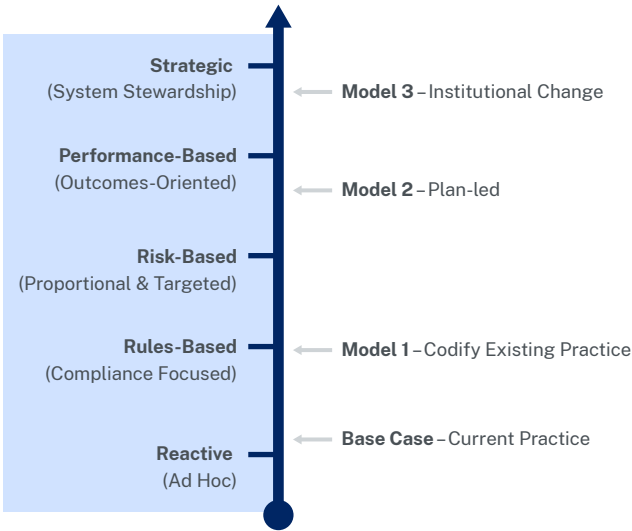 Strategic
(System Stewardship)
Model 3 – Institutional Change
Performance-Based
(Outcomes-Oriented)
Model 2 – Plan-led
Risk-Based
(Proportional & Targeted)
Rules-Based
(Compliance Focused)
Model 1 – Codify Existing Practice
Base Case – Current Practice
Reactive
(Ad Hoc)